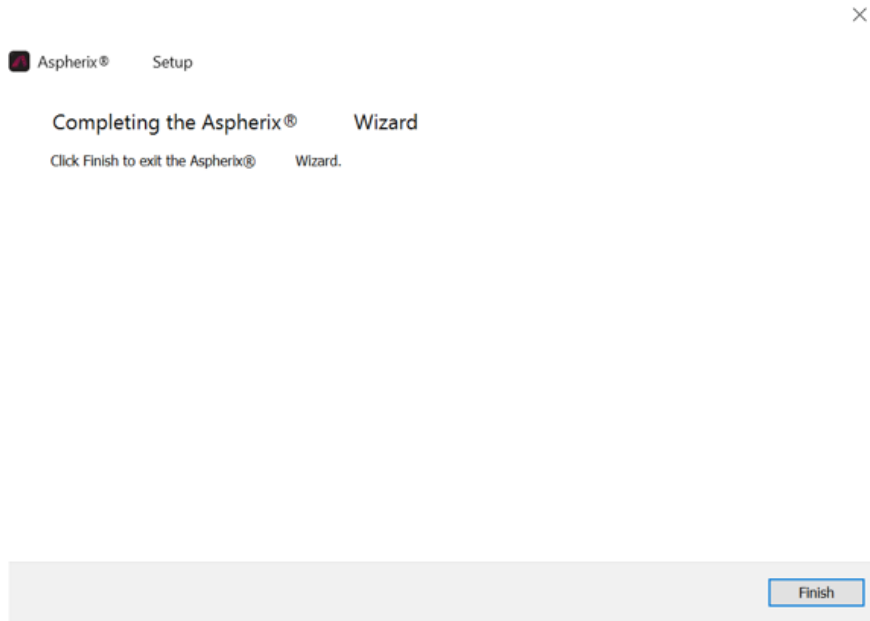 Aspherix® Setup
Completing the Aspherix® Wizard
Click Finish to exit the Aspherix® Wizard.
Finish